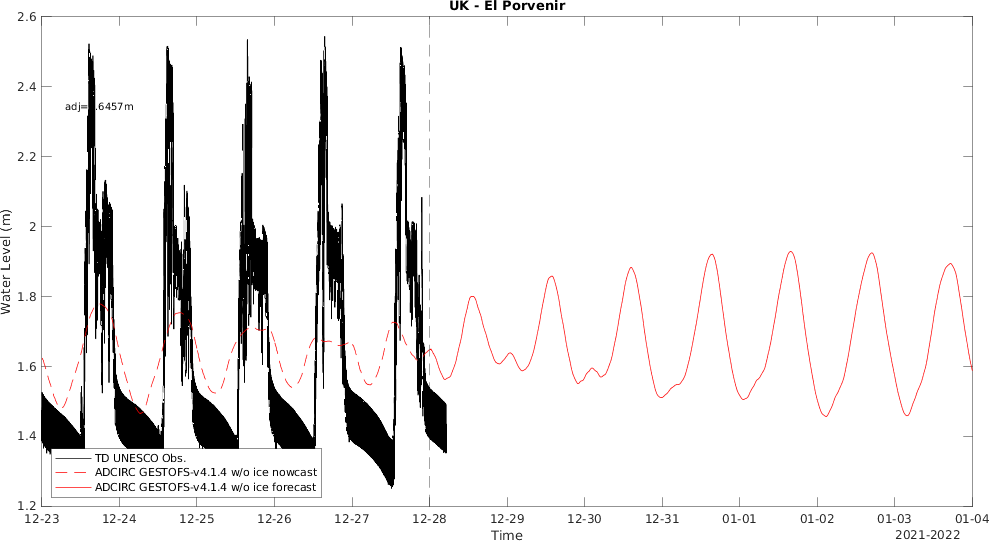 UK - El Porvenir
2.6
2.4
2.2
2
1.8
1.6
1.4
1.2
Water Level (m)
.6457m
TD UNESCO Obs.
ADCIRC GESTOFS-v4.1.4 w/o ice nowcast
ADCIRC GESTOFS-v4.1.4 w/o ice forecast
12-23 12-24 12-25 12-26 12-27 12-28 12-29 12-30 12-31 01-01 01-02 01-03 01-04
Time
2021-2022